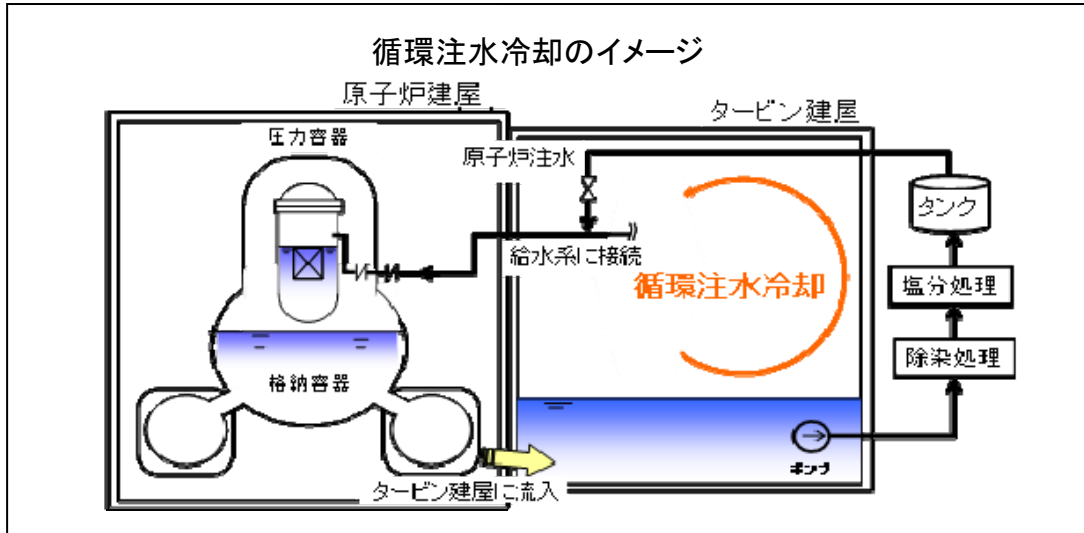 循環注水冷却のイメージ
原子炉建屋
タービン建屋
圧力容器
原子炉注水
タンク
給水系に接続
循環注水冷却
塩分処理
除染処理
格納容器
ポンプ
タービン建屋に流入